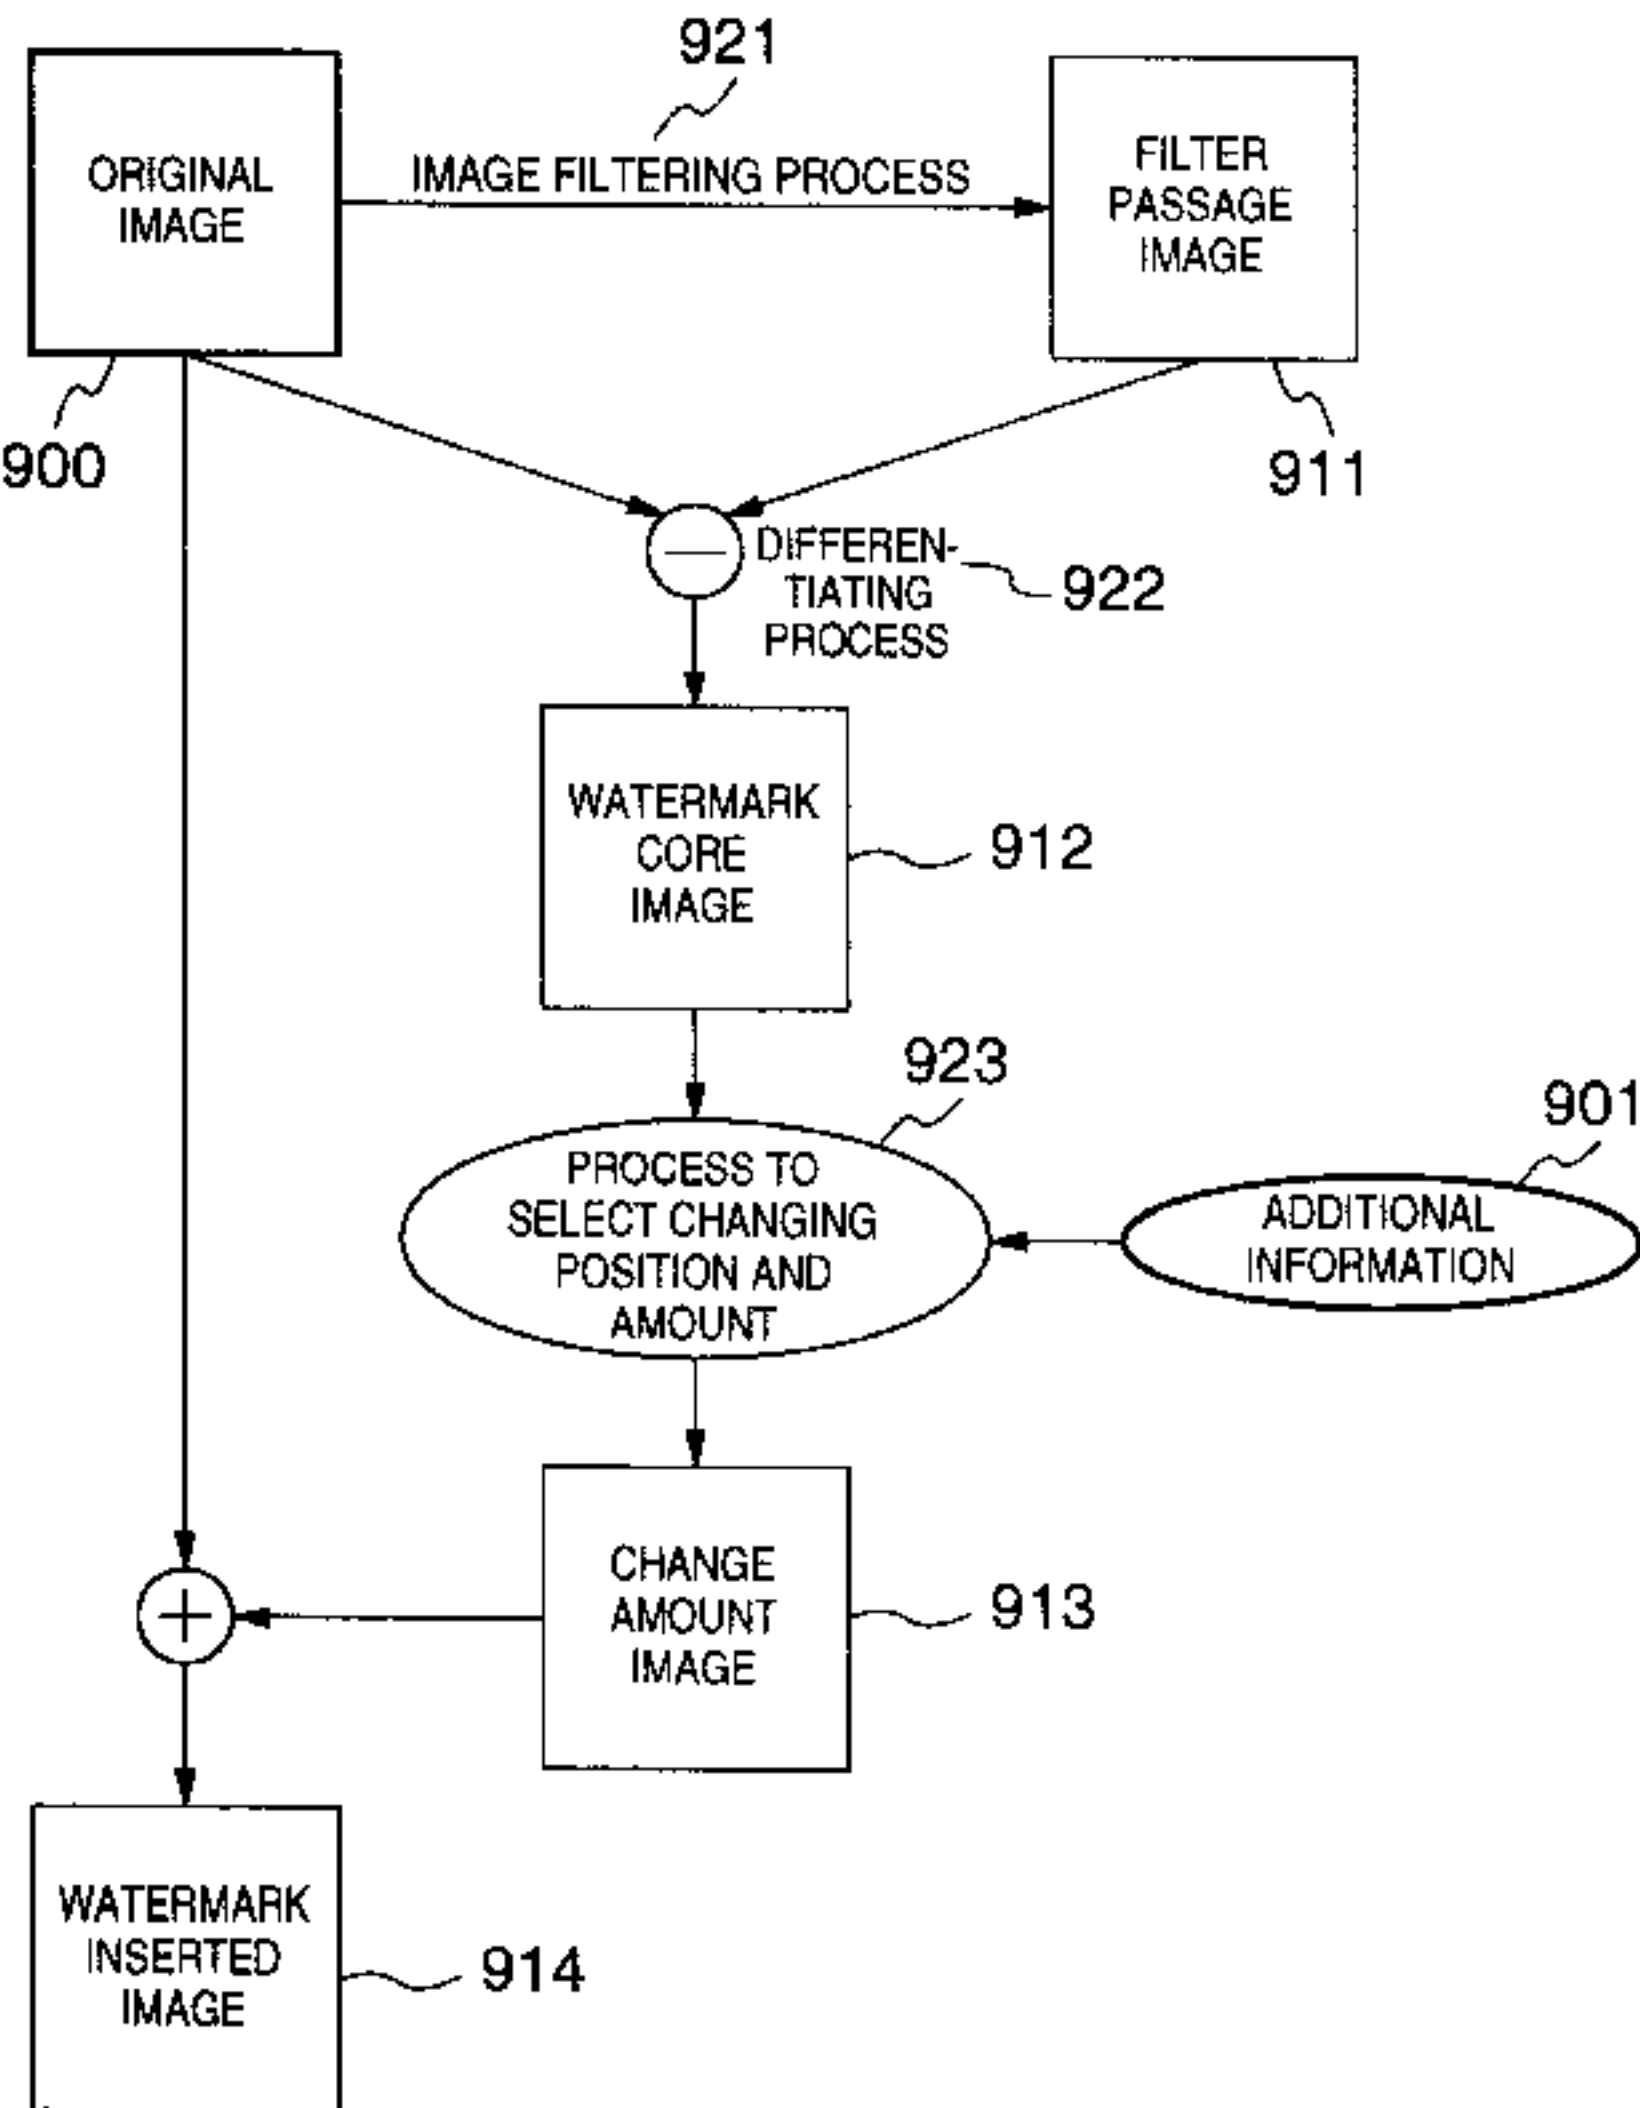 921
ORIGINAL
IMAGE
IMAGE FILTERING PROCESS
FILTER
PASSAGE
IMAGE
900
911
DIFFEREN-
TIATING
PROCESS
922
WATERMARK
CORE
IMAGE
912
923
901
PROCESS TO
SELECT CHANGING
POSITION AND
AMOUNT
ADDITIONAL
INFORMATION
CHANGE
AMOUNT
IMAGE
913
WATERMARK
INSERTED
IMAGE
914